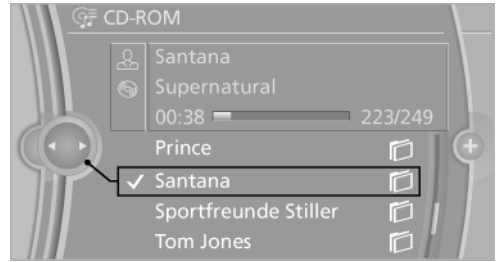 CD-ROM
Santana
Supernatural
00:38 223/249
Prince
Santana
Sportfreunde Stiller
Tom Jones